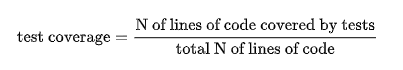 test coverage = N of lines of code covered by tests
total N of lines of code